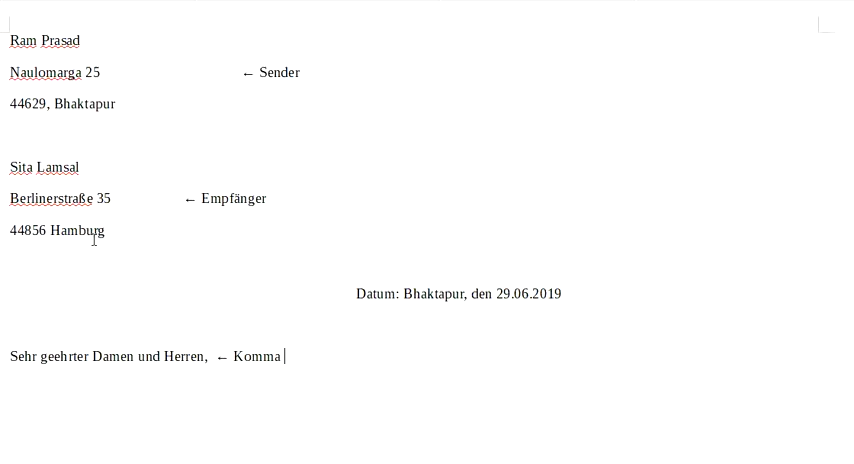 Ram Prasad
Naulomarga 25 ← Sender
44629, Bhaktapur
Sita Lamsal
Berlinerstraße 35 ← Empfänger
44856 Hamburg
Datum: Bhaktapur, den 29.06.2019
Sehr geehrter Damen und Herren, ← Komma